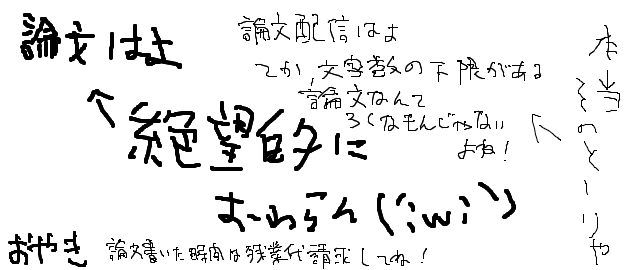 論文はよ
論文配信はよ
てか、文字数の下限がある
論文なんて
ろくなもんじゃない
よね!
本当そのとーりや
絶望的に
おーわらん(';w;`)
おやき 論文書いた時間は残業代請求してね!